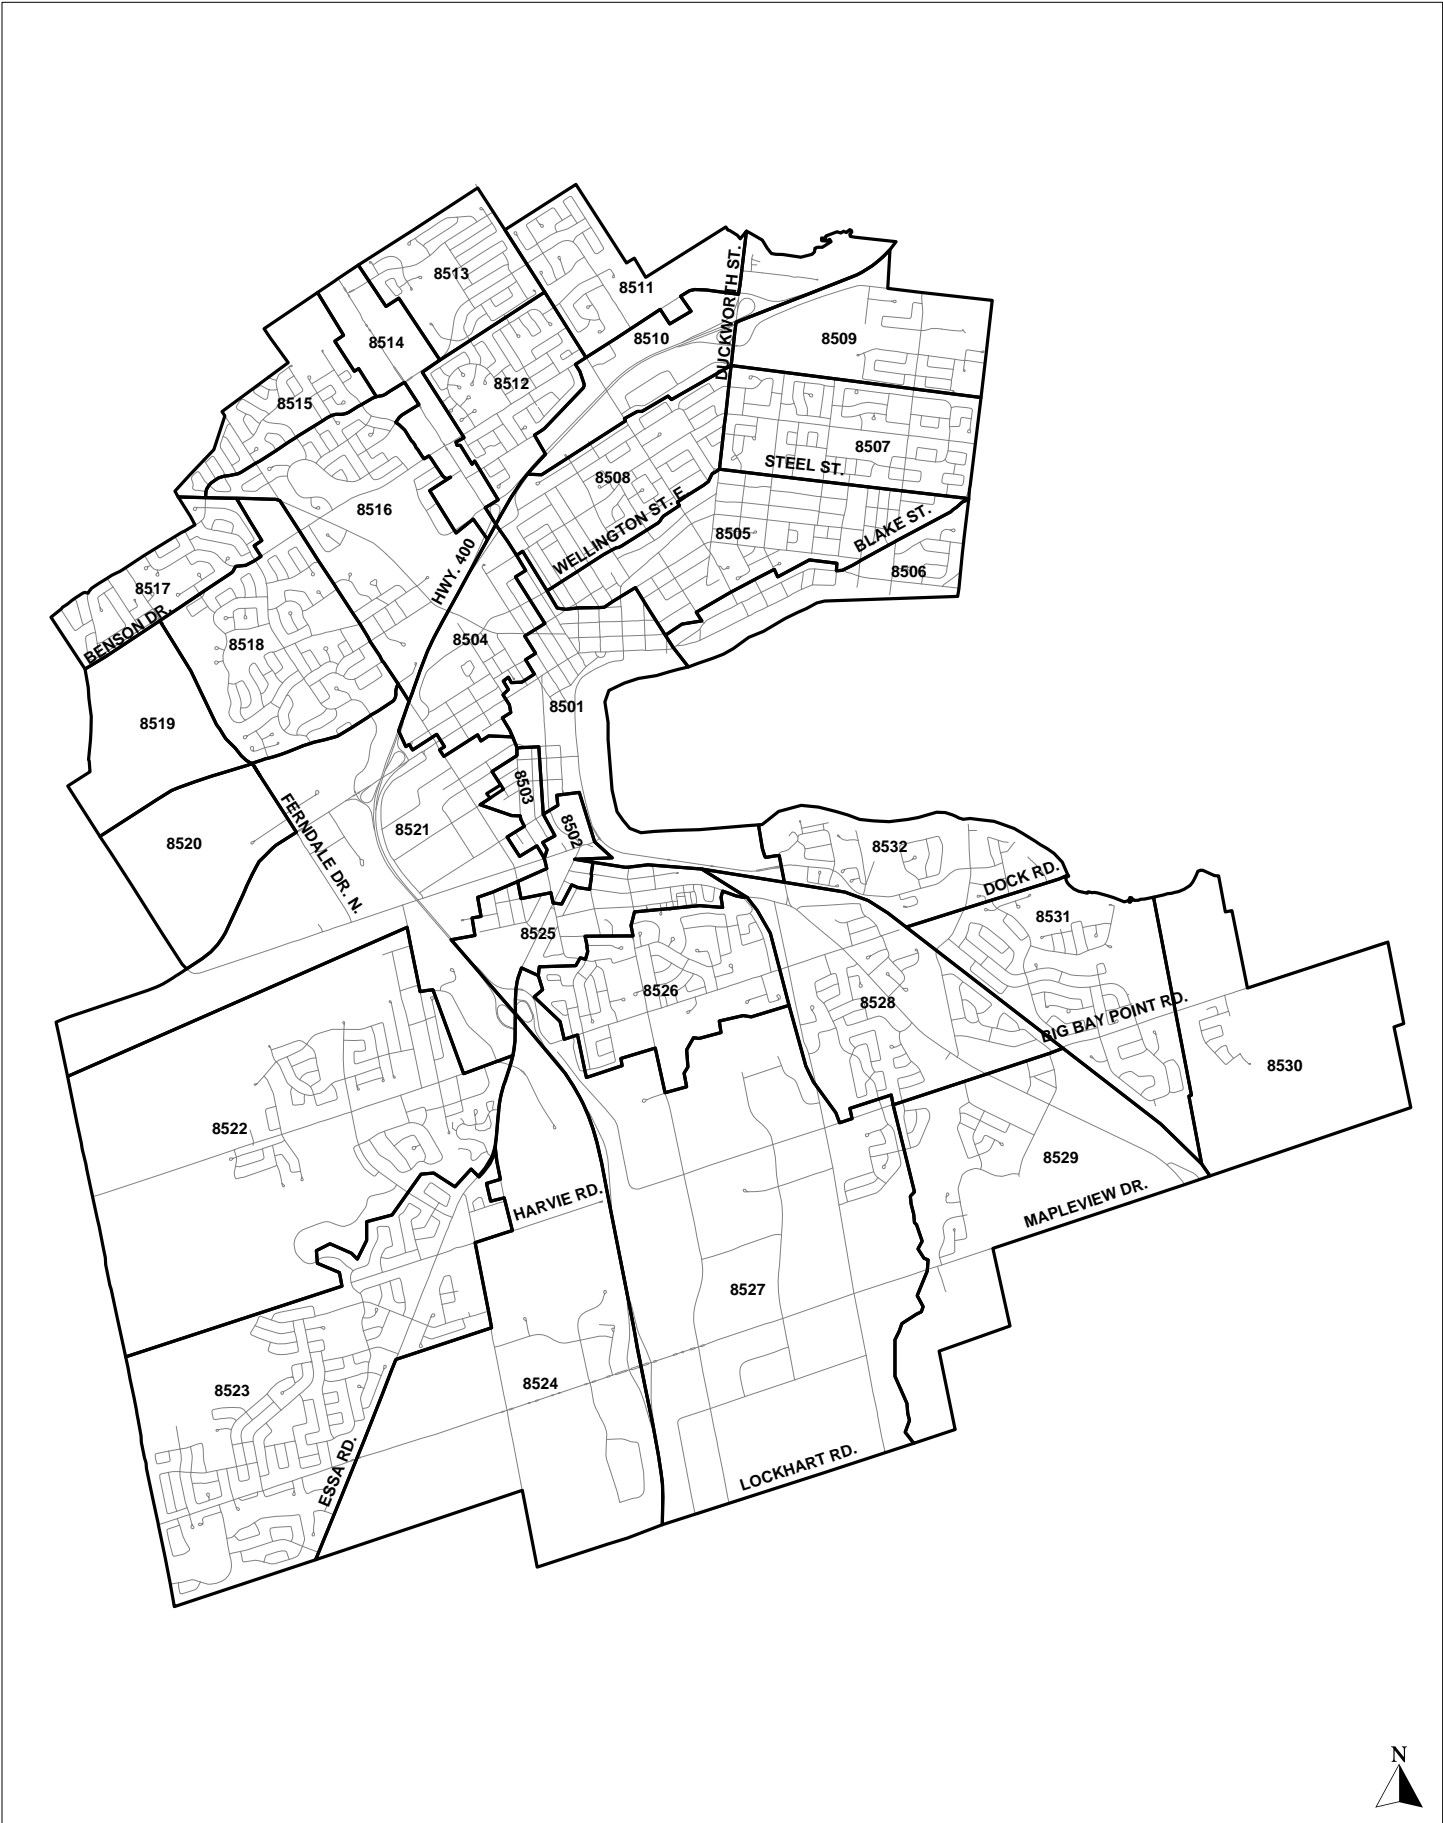 DUCKWORTH ST.
8513
8511
8514
8510
8509
8512
8515
8507
STEEL ST.
8508
8516
WELLINGTON ST. E
8505
BLAKE ST.
HWY. 400
8506
8517
BENSON DR.
8504
8518
8501
8519
8503
8502
8521
FERNDALE DR. N.
8520
8532
DOCK RD.
8531
8525
8526
8528
BIG BAY POINT RD.
8530
8522
8529
MAPLEVIEW DR.
HARVIE RD.
8527
8524
8523
ESSA RD.
LOCKHART RD.
N